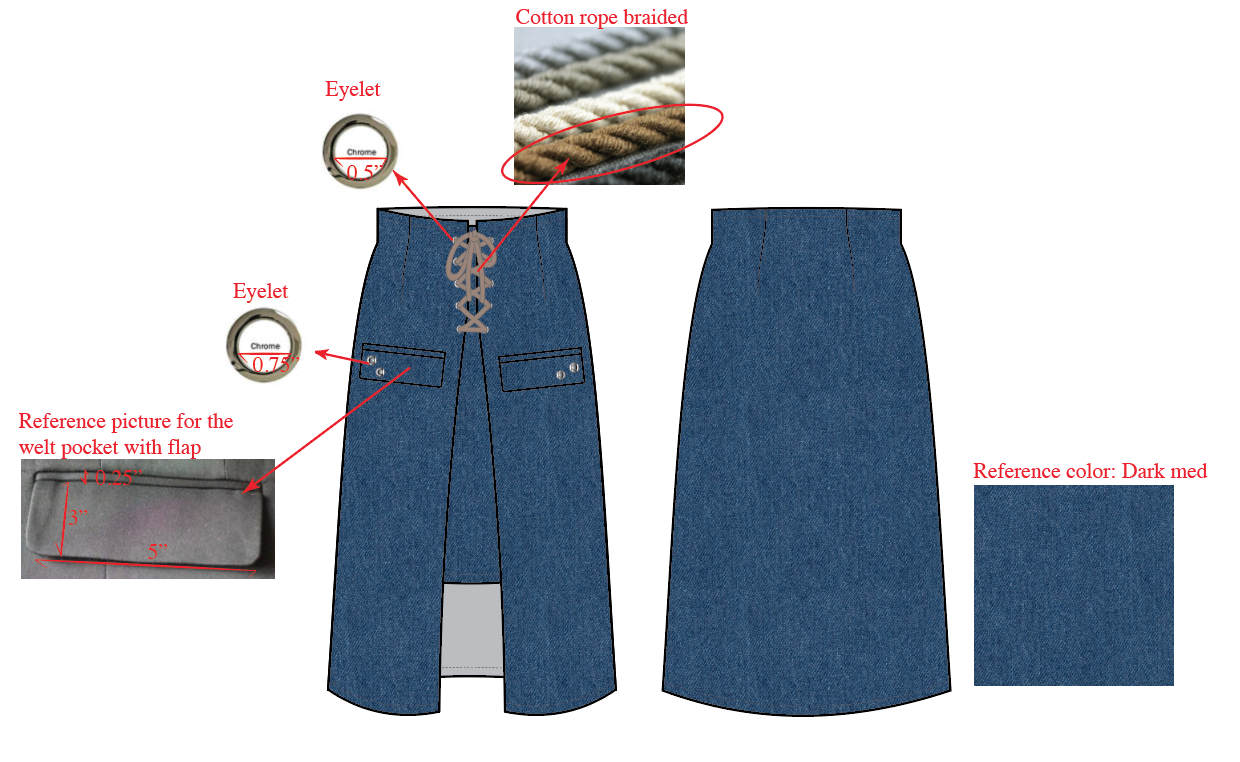 Cotton rope braided
Eyelet
Chrome
0.5”
Eyelet
Chrome
0.75”
Reference picture for the
welt pocket with flap
0.25”
3”
5”
Reference color: Dark med